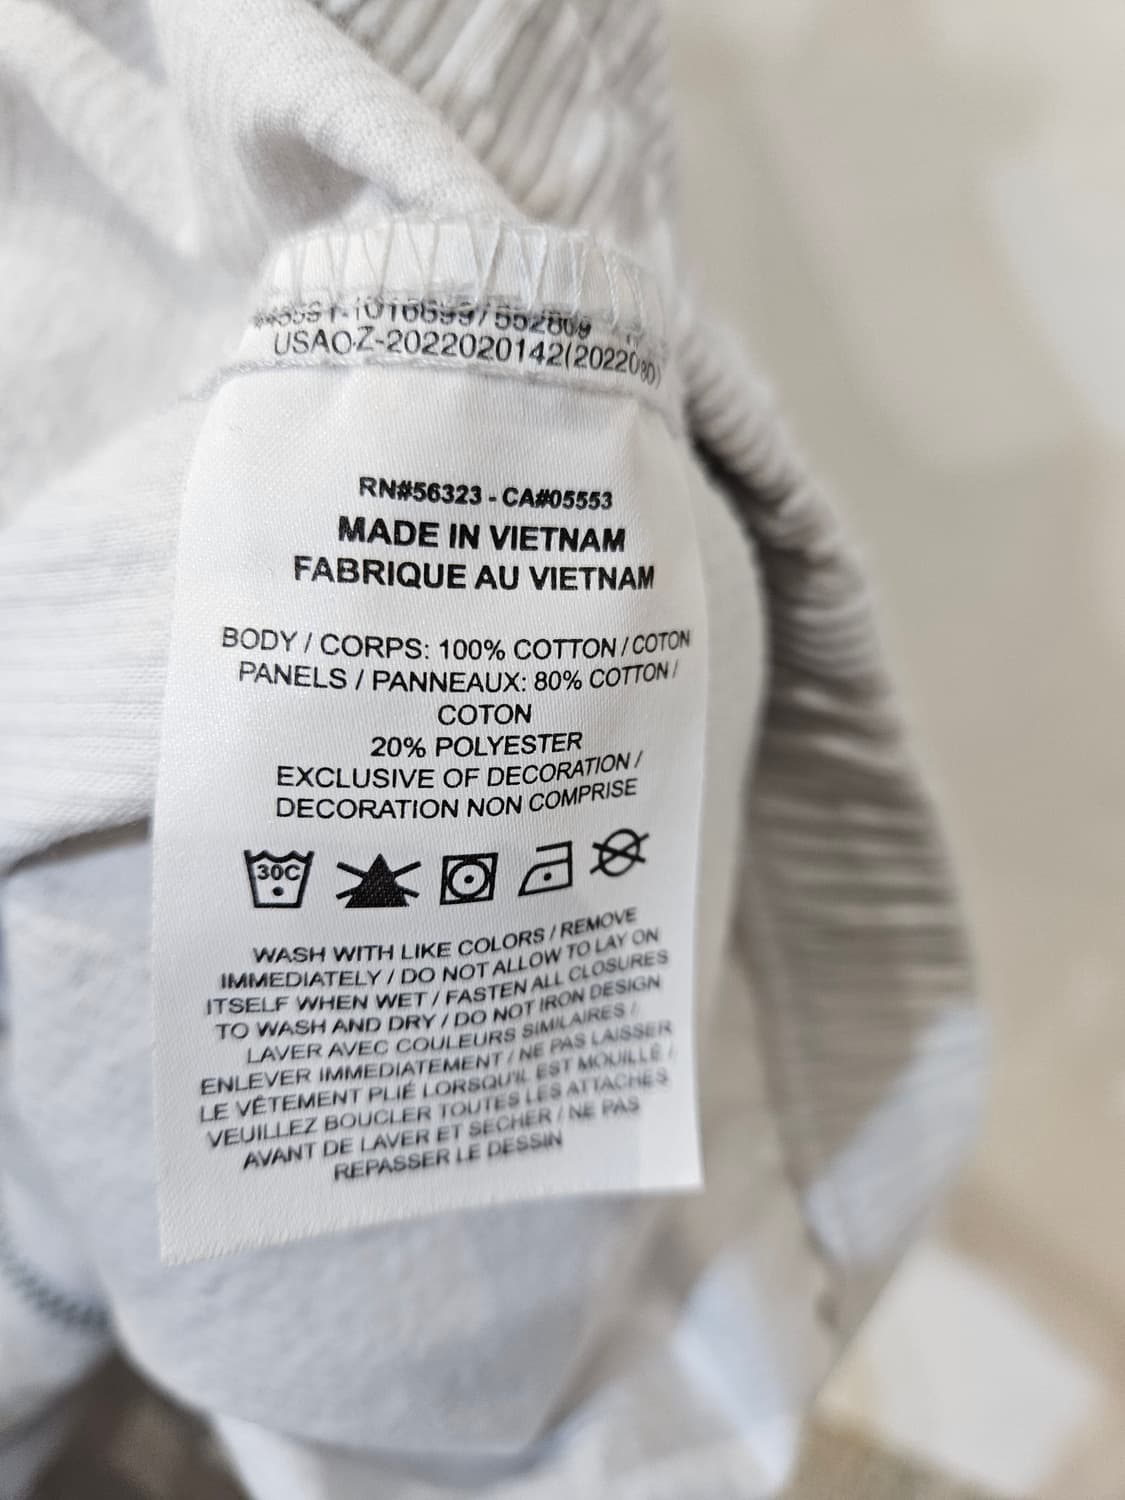 USAO-Z-2022020142(202208
RN#56323 - CA#05553
MADE IN VIETNAM
FABRIQUE AU VIETNAM
BODY / CORPS: 100% COTTON / COTON
PANELS / PANNEAUX: 80% COTTON /
COTON
20% POLYESTER
EXCLUSIVE OF DECORATION /
DECORATION NON COMPRISE
30C
WASH WITH LIKE COLORS / REMOVE
IMMEDIATELY / DO NOT ALLOW TO LAY ON
ITSELF WHEN WET / FASTEN ALL CLOSURES
TO WASH AND DRY / DO NOT IRON DESIGN
LAVER AVEC COULEURS SIMILAIRES /
ENLEVER IMMEDIATEMENT / NE PAS LAISSER
LE VÊTEMENT PLIÉ LORSQU'IL EST MOUILLÉ /
VEUILLEZ BOUCLER TOUTES LES ATTACHES
AVANT DE LAVER ET SECHER / NE PAS
REPASSER LE DESSIN